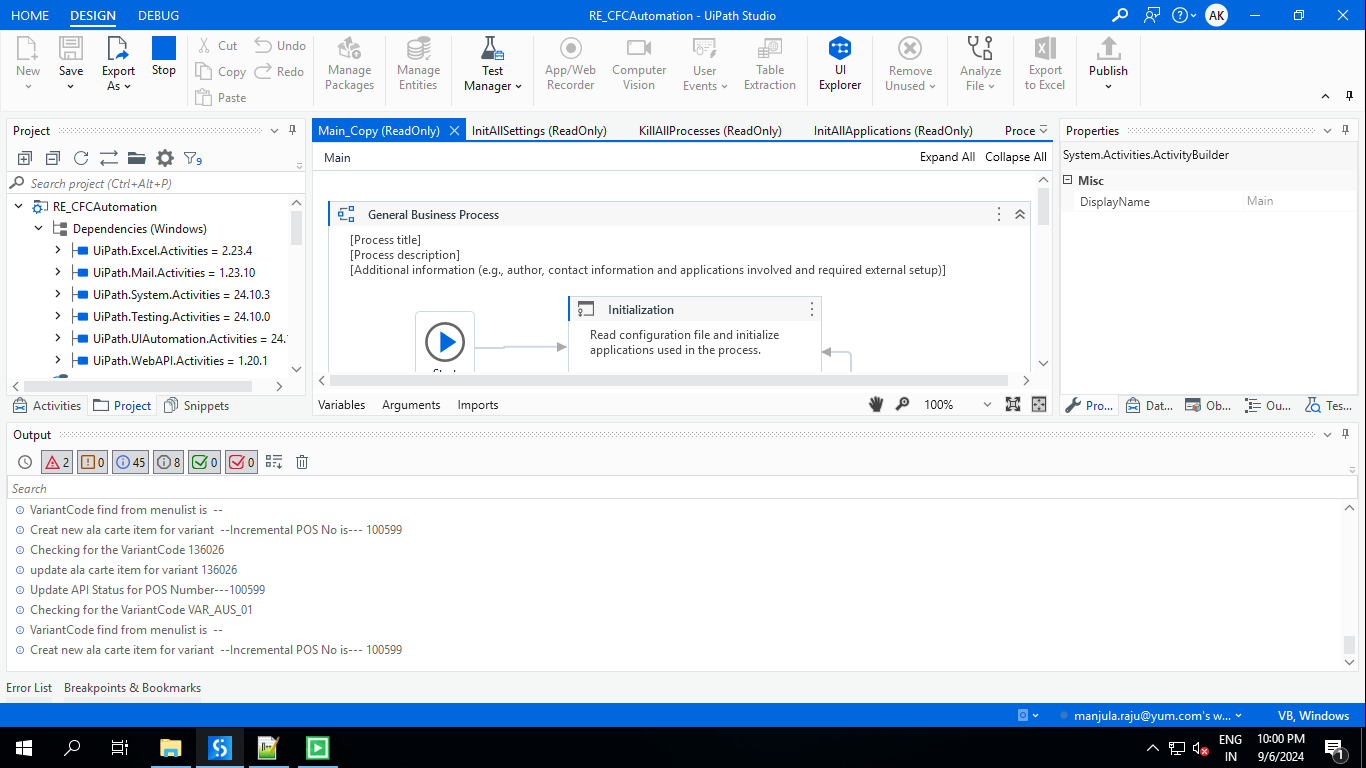 HOME DESIGN DEBUG RE_CFCAutomation - UiPath Studio AK
New Save Export As Stop Cut Copy Paste Undo Redo Manage Packages Manage Entities Test Manager App/Web Recorder Computer Vision User Events Table Extraction UI Explorer Remove Unused Analyze File Export to Excel Publish
Project
9
Search project (Ctrl+Alt+P)
RE_CFCAutomation
Dependencies (Windows)
UiPath.Excel.Activities = 2.23.4
UiPath.Mail.Activities = 1.23.10
UiPath.System.Activities = 24.10.3
UiPath.Testing.Activities = 24.10.0
UiPath.UIAutomation.Activities = 24.
UiPath.WebAPI.Activities = 1.20.1
Activities Project Snippets
Main_Copy (ReadOnly) InitAllSettings (ReadOnly) KillAllProcesses (ReadOnly) InitAllApplications (ReadOnly) Proce
Main Expand All Collapse All
General Business Process
[Process title]
[Process description]
[Additional information (e.g., author, contact information and applications involved and required external setup)]
Initialization
Read configuration file and initialize
applications used in the process.
Variables Arguments Imports 100%
Properties
System.Activities.ActivityBuilder
Misc
DisplayName Main
Pro... Dat... Ob... Ou... Tes...
Output
2 0 45 8 0 0
Search
VariantCode find from menulist is --
Creat new ala carte item for variant --Incremental POS No is--- 100599
Checking for the VariantCode 136026
update ala carte item for variant 136026
Update API Status for POS Number---100599
Checking for the VariantCode VAR_AUS_01
VariantCode find from menulist is --
Creat new ala carte item for variant --Incremental POS No is--- 100599
Error List Breakpoints & Bookmarks
manjula.raju@yum.com's w... VB, Windows
ENG 10:00 PM
IN 9/6/2024 1